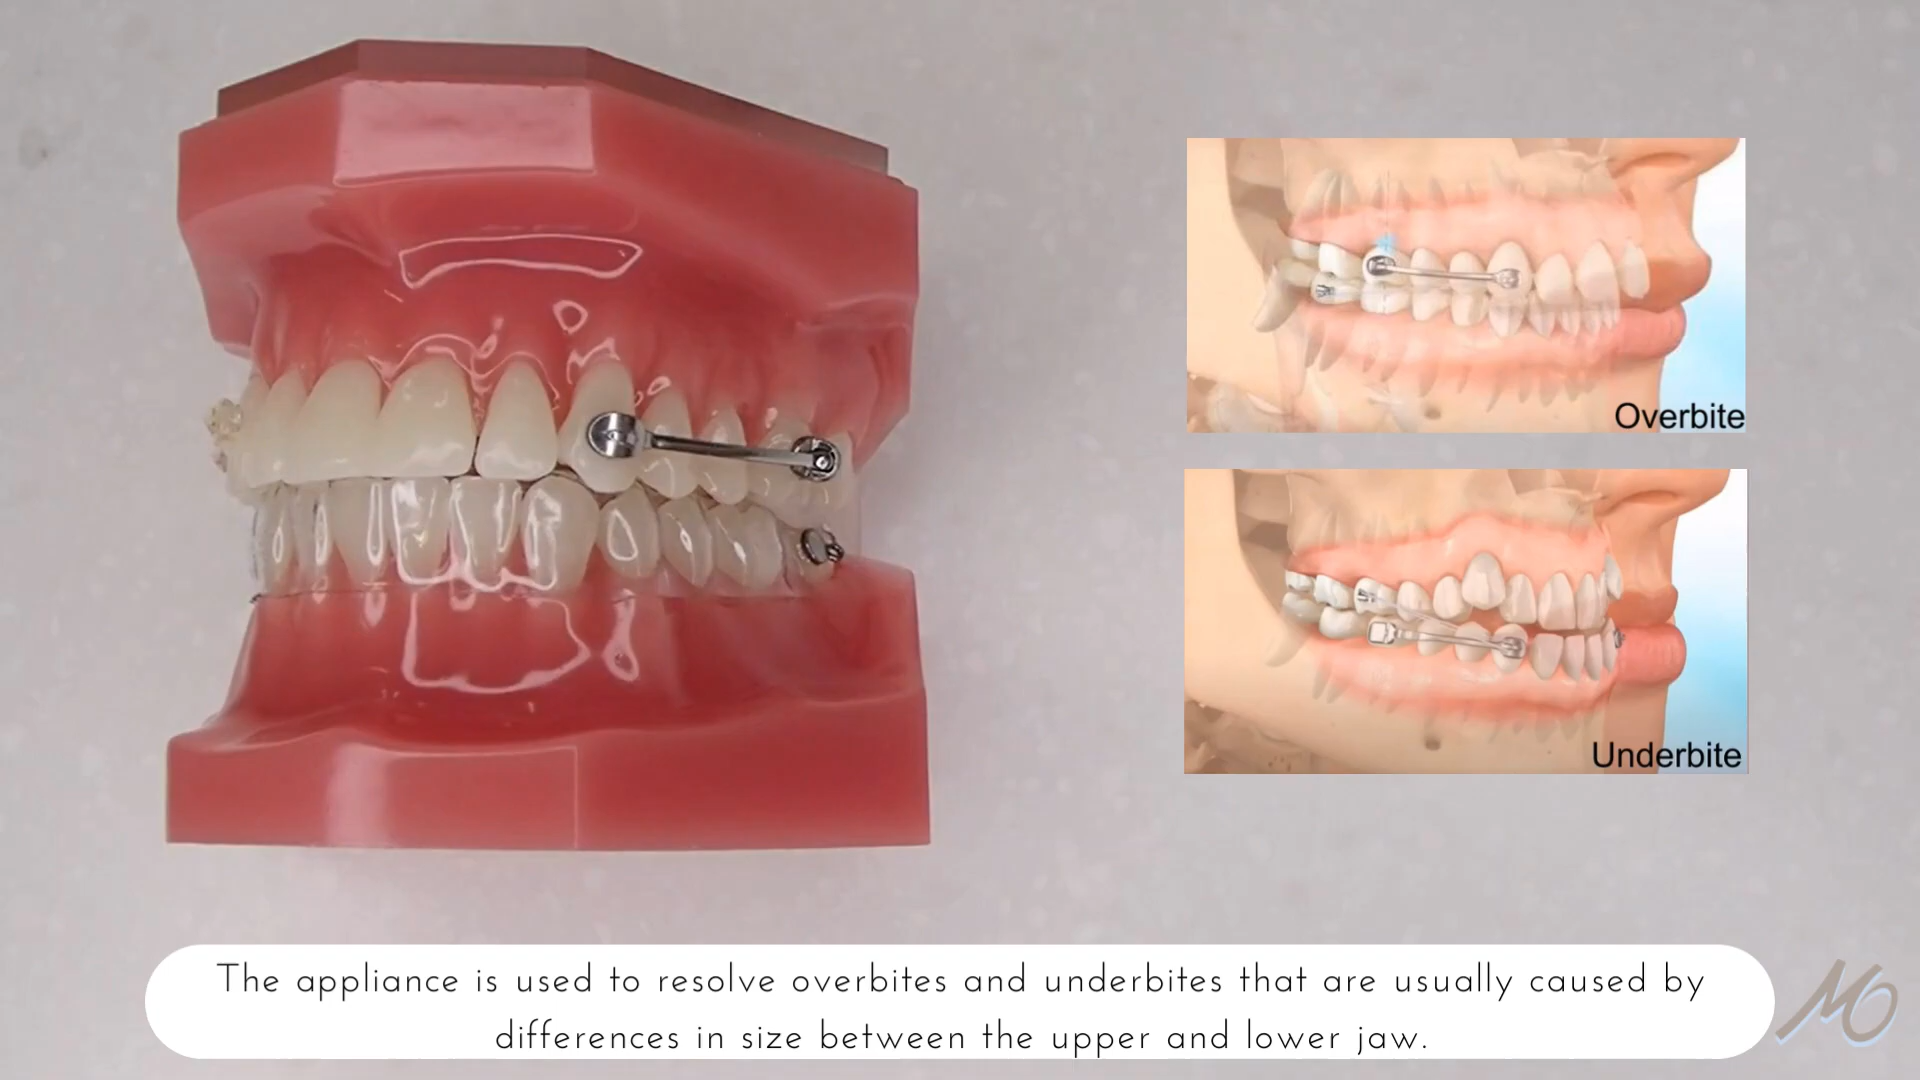 Overbite
Underbite
The appliance is used to resolve overbites and underbites that are usually caused by
differences in size between the upper and lower jaw.
MO